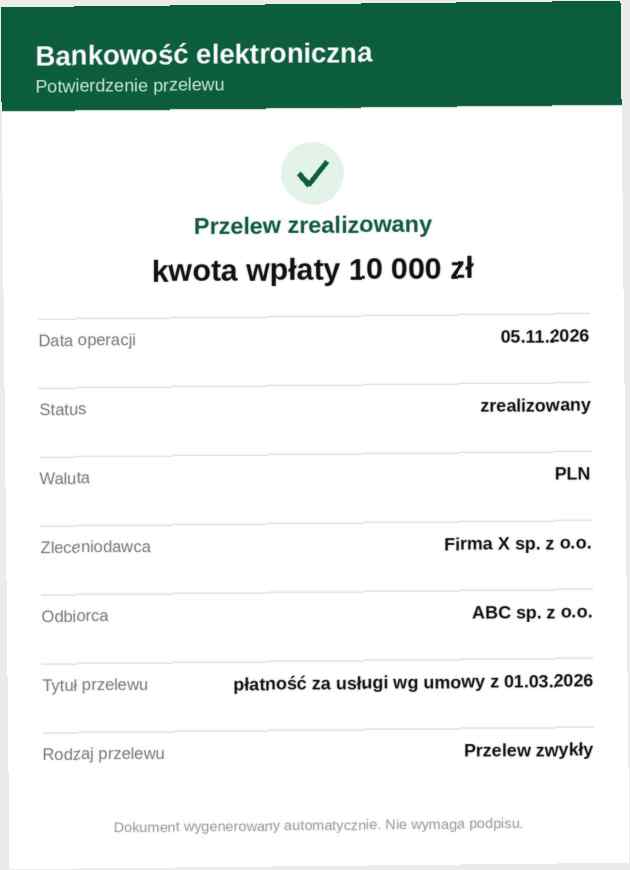 Bankowość elektroniczna
Potwierdzenie przelewu
Przelew zrealizowany
kwota wpłaty 10 000 zł
Data operacji 05.11.2026
Status zrealizowany
Waluta PLN
Zleceniodawca Firma X sp. z o.o.
Odbiorca ABC sp. z o.o.
Tytuł przelewu płatność za usługi wg umowy z 01.03.2026
Rodzaj przelewu Przelew zwykły
Dokument wygenerowany automatycznie. Nie wymaga podpisu.